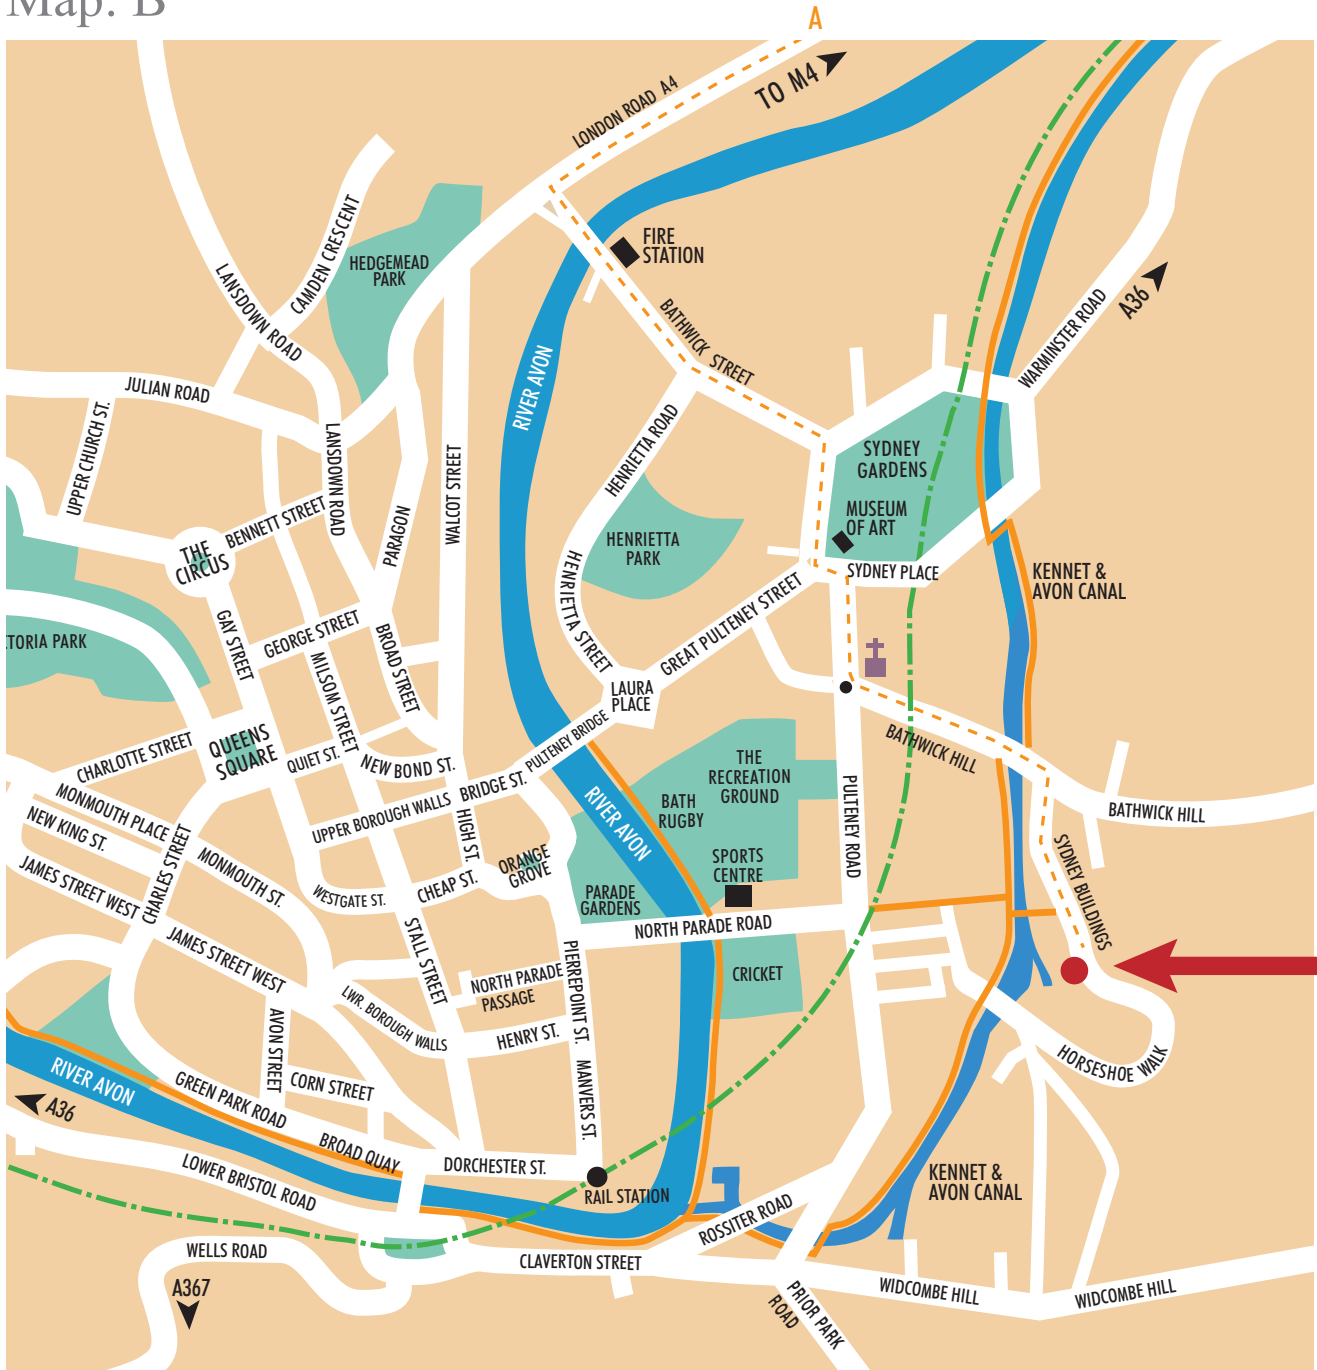 Map: B
A
TO M4
LONDON ROAD A4
FIRE
STATION
CAMDEN CRESCENT
HEDGEMEAD
PARK
LANSDOWN ROAD
A36
WARMINSTER ROAD
BATHWICK STREET
RIVER AVON
JULIAN ROAD
UPPER CHURCH ST.
LANSDOWN ROAD
HENRIETTA ROAD
SYDNEY
GARDENS
WALCOT STREET
PARAGON
BENNETT STREET
THE
CIRCUS
MUSEUM
OF ART
HENRIETTA
PARK
SYDNEY PLACE
KENNET &
AVON CANAL
HENRIETTA STREET
GREAT PULTENEY STREET
GAY STREET
GEORGE STREET
MILSOM STREET
BROAD STREET
TORIA PARK
LAURA
PLACE
PULTENEY BRIDGE
QUEENS
SQUARE
CHARLOTTE STREET
QUIET ST.
NEW BOND ST.
BRIDGE ST.
UPPER BOROUGH WALLS
HIGH ST.
BATHWICK HILL
THE
RECREATION
GROUND
BATH
RUGBY
RIVER AVON
PULTENEY ROAD
BATHWICK HILL
MONMOUTH PLACE
NEW KING ST.
MONMOUTH ST.
CHARLES STREET
JAMES STREET WEST
WESTGATE ST.
CHEAP ST.
ORANGE
GROVE
SPORTS
CENTRE
PARADE
GARDENS
SYDNEY BUILDINGS
NORTH PARADE ROAD
STALL STREET
JAMES STREET WEST
PIERREPONT ST.
NORTH PARADE
PASSAGE
CRICKET
LWR. BOROUGH WALLS
HENRY ST.
AVON STREET
HORSESHOE WALK
RIVER AVON
GREEN PARK ROAD
CORN STREET
MANVERS ST.
A36
BROAD QUAY
DORCHESTER ST.
LOWER BRISTOL ROAD
RAIL STATION
KENNET &
AVON CANAL
ROSSITER ROAD
WELLS ROAD
CLAVERTON STREET
A367
PRIOR PARK
ROAD
WIDCOMBE HILL
WIDCOMBE HILL